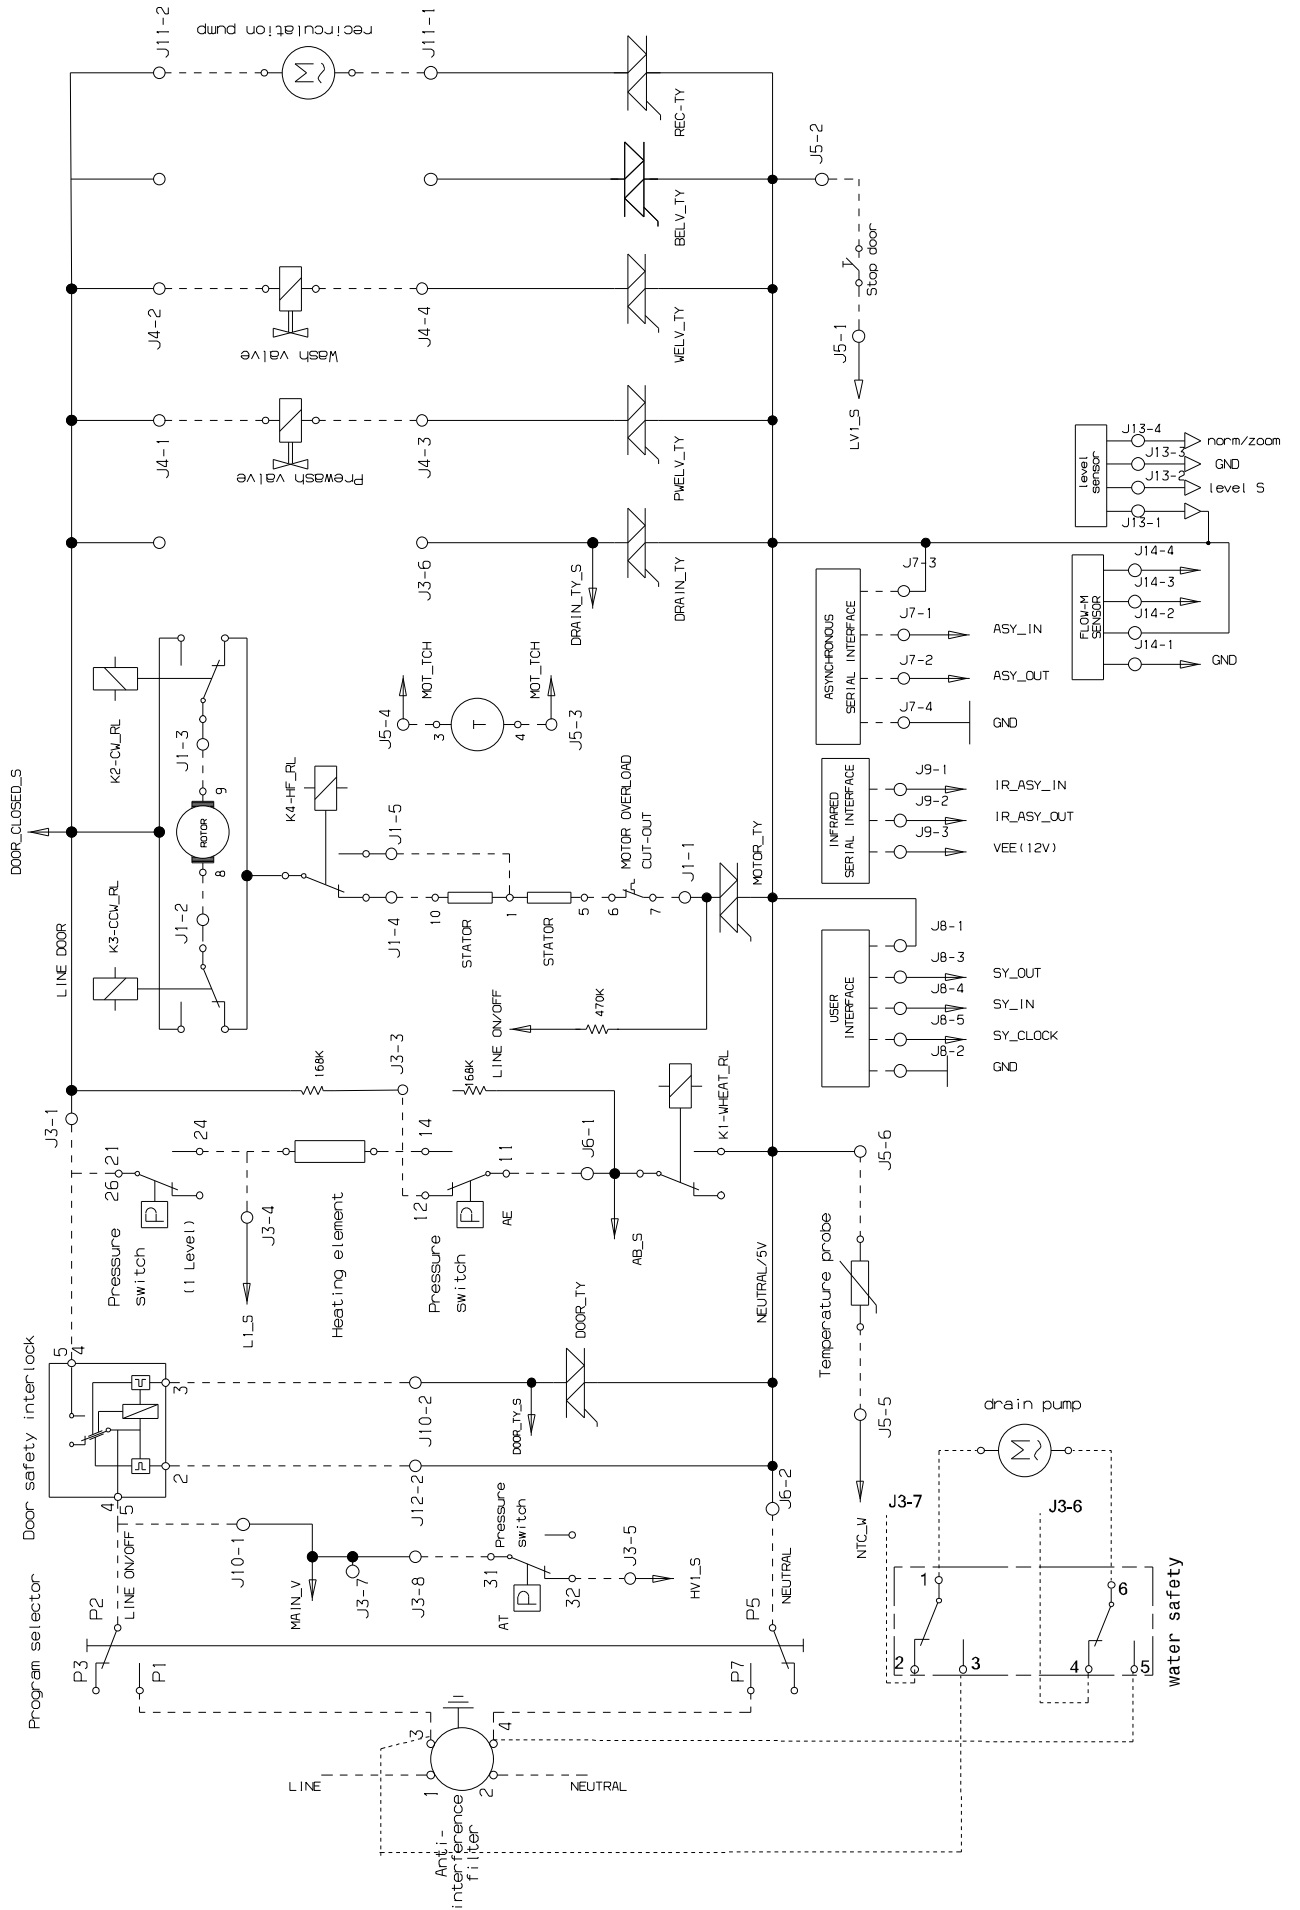 J11-2
recirculation pump
J11-1
REC-TY
BELV_TY
J5-2
Stop door
J5-1
LV1_S
J4-2
Wash valve
J4-4
WELV_TY
J4-1
Prewash valve
J4-3
PWELV_TY
J3-6
DRAIN_TY_S
DRAIN_TY
level
sensor
J13-4
norm/zoom
J13-3
GND
J13-2
level S
J13-1
FLOW-M
SENSOR
J14-4
J14-3
J14-2
J14-1
GND
ASYNCHRONOUS
SERIAL INTERFACE
J7-3
J7-1
ASY_IN
J7-2
ASY_OUT
J7-4
GND
INFRARED
SERIAL INTERFACE
J9-1
IR_ASY_IN
J9-2
IR_ASY_OUT
J9-3
VEE(12V)
USER
INTERFACE
J8-1
J8-3
SY_OUT
J8-4
SY_IN
J8-5
SY_CLOCK
J8-2
GND
DOOR_CLOSED_S
LINE DOOR
K2-CW_RL
K3-CCW_RL
J1-3
9
ROTOR
8
J1-2
K4-HF_RL
J1-5
J1-4
10
STATOR
1
STATOR
5
6
7
MOTOR OVERLOAD
CUT-OUT
J1-1
MOTOR_TY
MOT_TCH
J5-4
3
T
4
MOT_TCH
J5-3
LINE ON/OFF
470K
168K
J3-3
168K
J3-1
26
21
24
Pressure
switch
(1 Level)
P
J3-4
L1_S
Heating element
12
14
11
P
AE
Pressure
switch
J6-1
AB_S
K1-WHEAT_RL
NEUTRAL/5V
J5-6
Temperature probe
J5-5
NTC_W
Door safety interlock
5
4
3
2
4
5
J10-2
DOOR_TY_S
DOOR_TY
J12-2
J6-2
NEUTRAL
J10-1
MAIN_V
J3-7
J3-8
31
32
Pressure
switch
P
AT
J3-5
HV1_S
Program selector
P2
LINE ON/OFF
P3
P1
P5
P7
LINE
NEUTRAL
1
2
3
4
Anti-
interference
filter
drain pump
M
M
J3-7
J3-6
1
2
3
4
5
6
Water safety